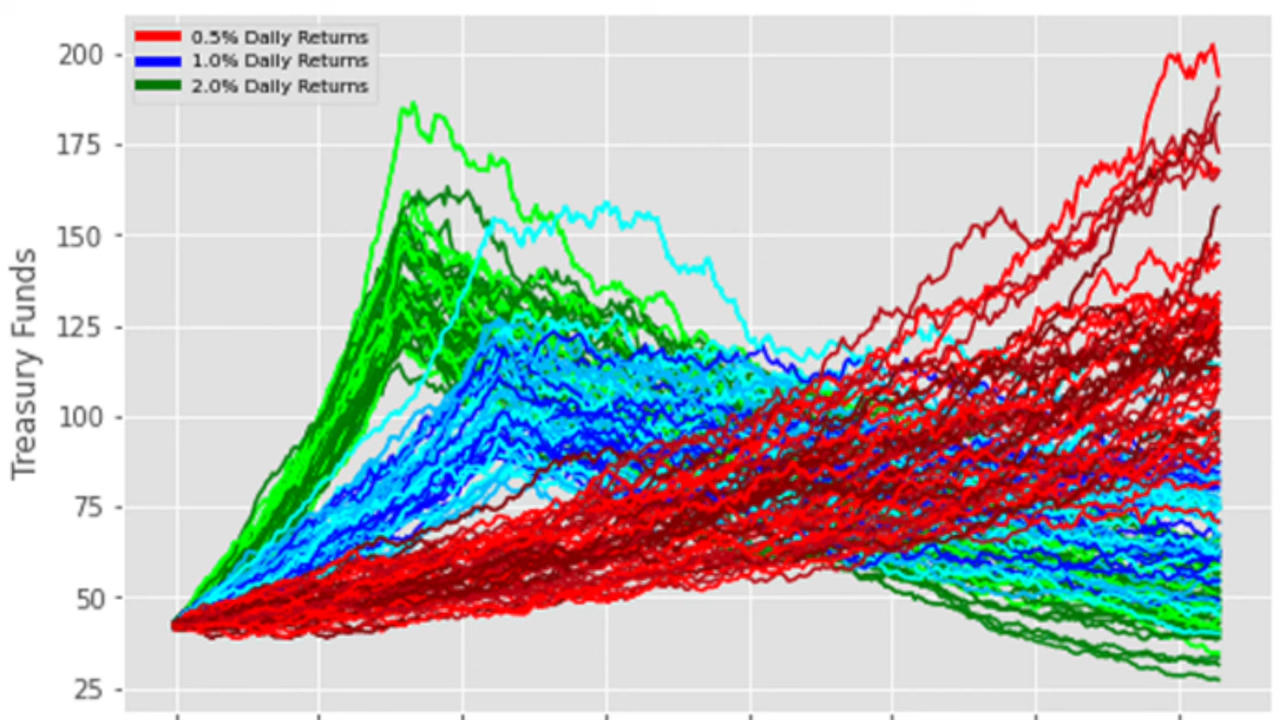 0.5% Daily Returns
1.0% Daily Returns
2.0% Daily Returns
200
175
150
125
100
75
50
25
Treasury Funds